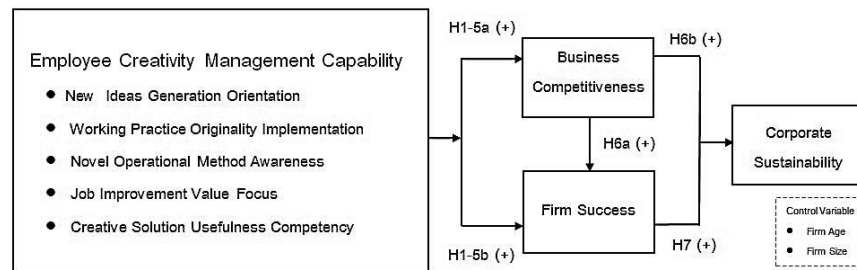 Employee Creativity Management Capability
New Ideas Generation Orientation
Working Practice Originality Implementation
Novel Operational Method Awareness
Job Improvement Value Focus
Creative Solution Usefulness Competency
H1-5a (+)
H1-5b (+)
Business
Competitiveness
H6a (+)
Firm Success
H6b (+)
H7 (+)
Corporate
Sustainability
Control Variable
Firm Age
Firm Size